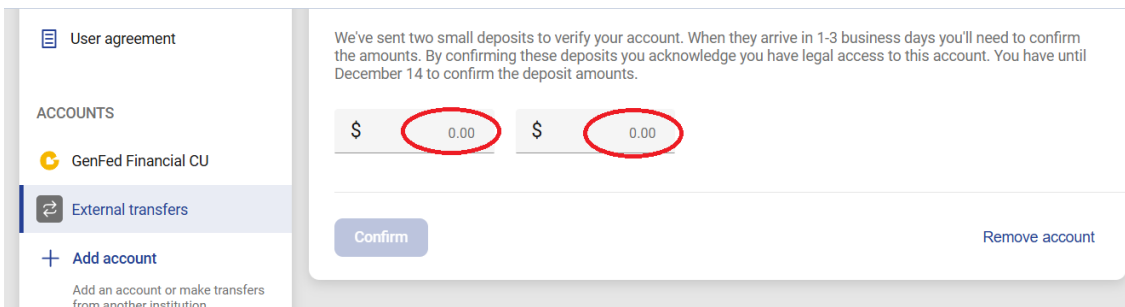 User agreement
ACCOUNTS
GenFed Financial CU
External transfers
Add account
Add an account or make transfers
from another institution
We've sent two small deposits to verify your account. When they arrive in 1-3 business days you'll need to confirm
the amounts. By confirming these deposits you acknowledge you have legal access to this account. You have until
December 14 to confirm the deposit amounts.
$ 0.00 $ 0.00
Confirm
Remove account